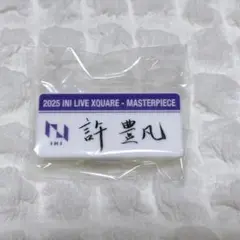 2025 INI LIVE XQUARE - MASTERPIECE
INI
許豊凡